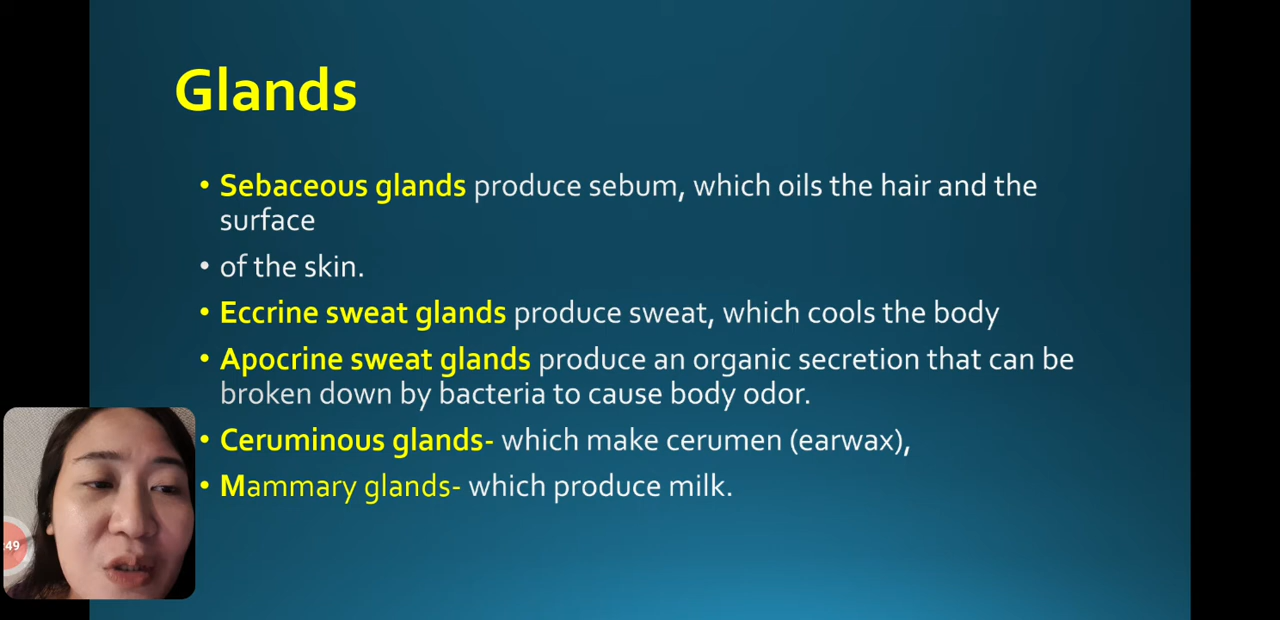 Glands
• Sebaceous glands produce sebum, which oils the hair and the
surface
• of the skin.
• Eccrine sweat glands produce sweat, which cools the body
• Apocrine sweat glands produce an organic secretion that can be
broken down by bacteria to cause body odor.
• Ceruminous glands- which make cerumen (earwax),
• Mammary glands- which produce milk.
:49